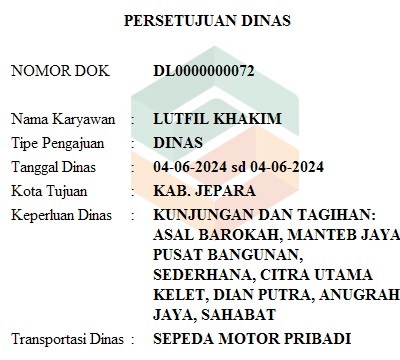 PERSETUJUAN DINAS
NOMOR DOK DL0000000072
Nama Karyawan : LUTFIL KHAKIM
Tipe Pengajuan : DINAS
Tanggal Dinas : 04-06-2024 sd 04-06-2024
Kota Tujuan : KAB. JEPARA
Keperluan Dinas : KUNJUNGAN DAN TAGIHAN:
ASAL BAROKAH, MANTEB JAYA
PUSAT BANGUNAN,
SEDERHANA, CITRA UTAMA
KELET, DIAN PUTRA, ANUGRAH
JAYA, SAHABAT
Transportasi Dinas : SEPEDA MOTOR PRIBADI